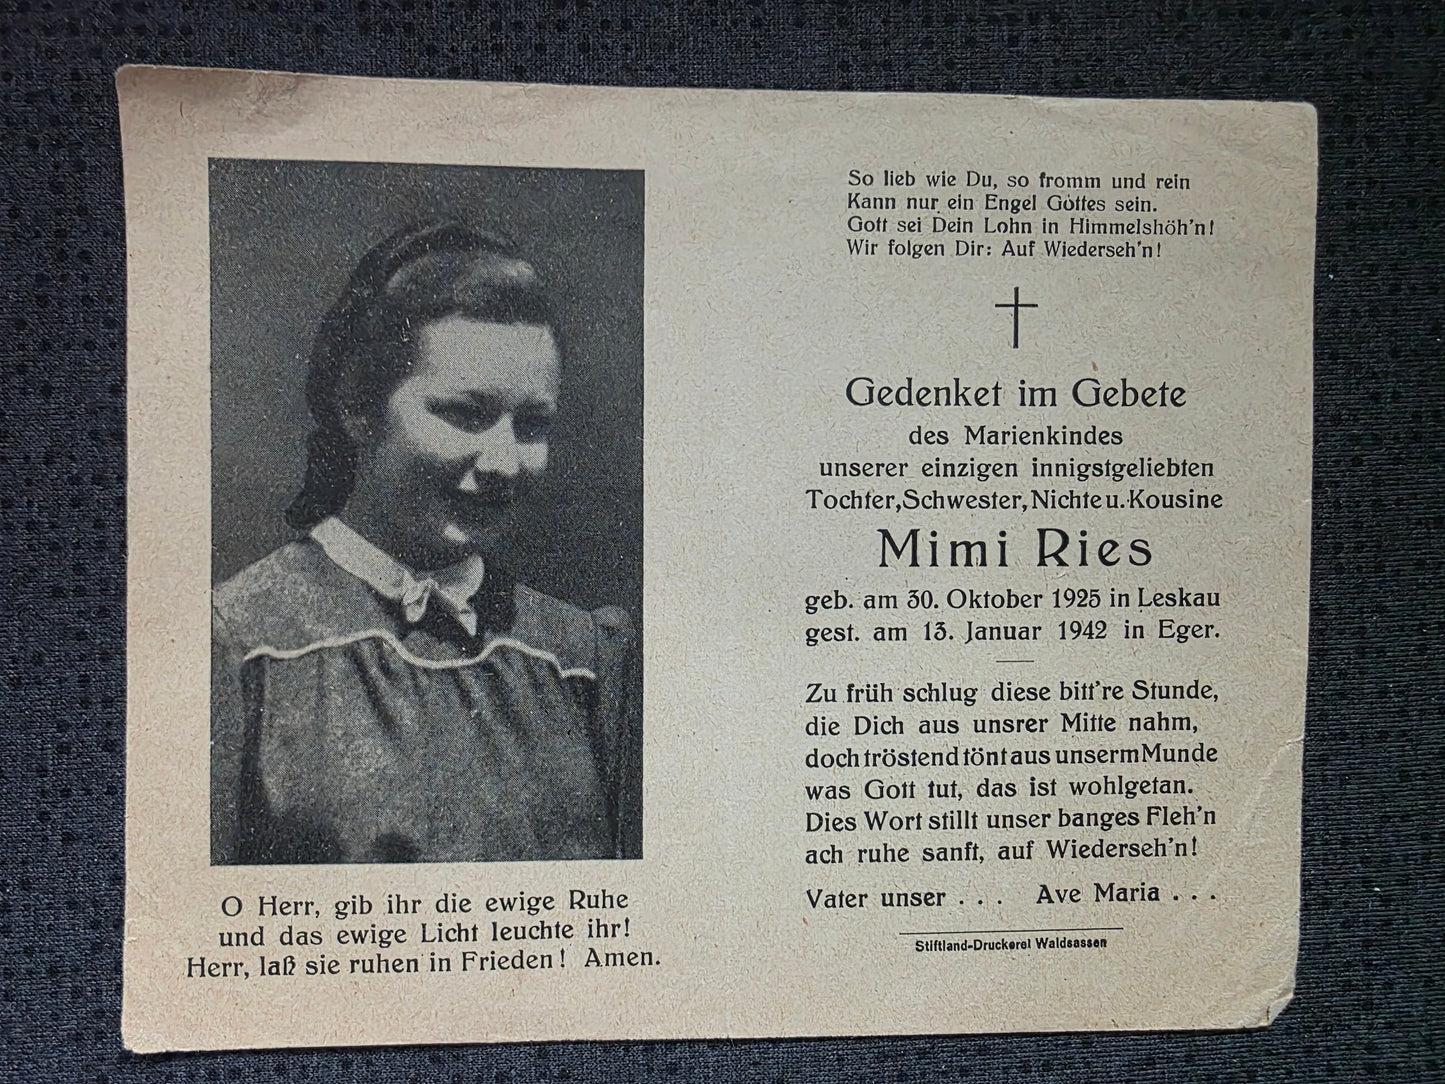 O Herr, gib ihr die ewige Ruhe
und das ewige Licht leuchte ihr!
Herr, laß sie ruhen in Frieden! Amen.
So lieb wie Du, so fromm und rein
Kann nur ein Engel Gottes sein.
Gott sei Dein Lohn in Himmelshöh'n!
Wir folgen Dir: Auf Wiederseh'n!
Gedenket im Gebete
des Marienkindes
unserer einzigen innigstgeliebten
Tochter, Schwester, Nichte u. Kousine
Mimi Ries
geb. am 30. Oktober 1925 in Leskau
gest. am 13. Januar 1942 in Eger.
Zu früh schlug diese bitt're Stunde,
die Dich aus unsrer Mitte nahm,
doch tröstend tönt aus unserm Munde
was Gott tut, das ist wohlgetan.
Dies Wort stillt unser banges Fleh'n
ach ruhe sanft, auf Wiederseh'n!
Vater unser . . . Ave Maria . . .
Stiftland-Druckerei Waldsassen